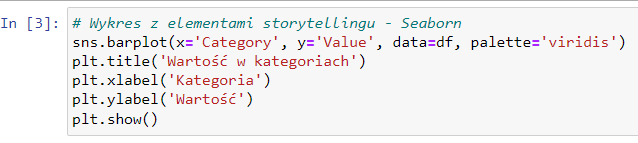 In [3]: # Wykres z elementami storytellingu - Seaborn
sns.barplot(x='Category', y='Value', data=df, palette='viridis')
plt.title('Wartość w kategoriach')
plt.xlabel('Kategoria')
plt.ylabel('Wartość')
plt.show()